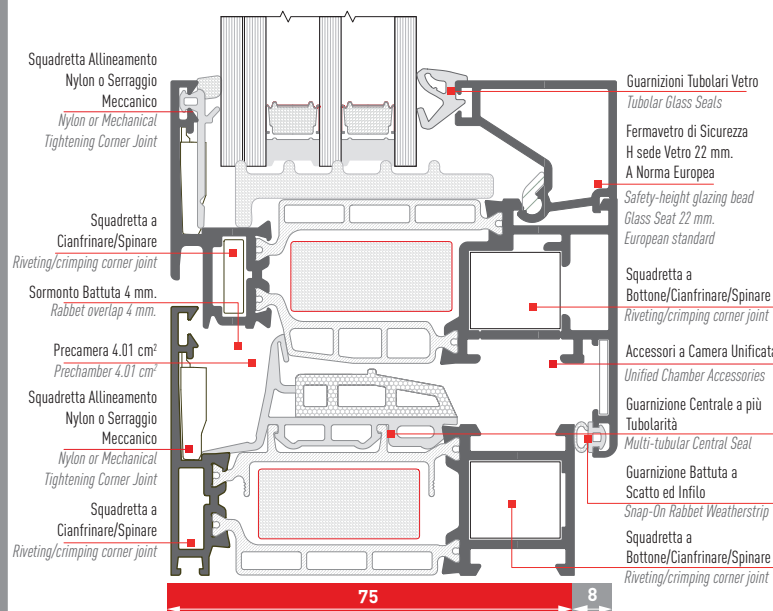 Squadretta Allineamento
Nylon o Serraggio
Meccanico
Nylon or Mechanical
Tightening Corner Joint
Squadretta a
Cianfrinare/Spinare
Riveting/crimping corner joint
Sormonto Battuta 4 mm.
Rabbet overlap 4 mm.
Precamera 4.01 cm²
Prechamber 4.01 cm²
Squadretta Allineamento
Nylon o Serraggio
Meccanico
Nylon or Mechanical
Tightening Corner Joint
Squadretta a
Cianfrinare/Spinare
Riveting/crimping corner joint
Guarnizioni Tubolari Vetro
Tubolar Glass Seals
Fermavetro di Sicurezza
H sede Vetro 22 mm.
A Norma Europea
Safety-height glazing bead
Glass Seat 22 mm.
European standard
Squadretta a
Bottone/Cianfrinare/Spinare
Riveting/crimping corner joint
Accessori a Camera Unificata
Unified Chamber Accessories
Guarnizione Centrale a più
Tubolarità
Multi-tubular Central Seal
Guarnizione Battuta a
Scatto ed Infilo
Snap-On Rabbet Weatherstrip
Squadretta a
Bottone/Cianfrinare/Spinare
Riveting/crimping corner joint
75
8